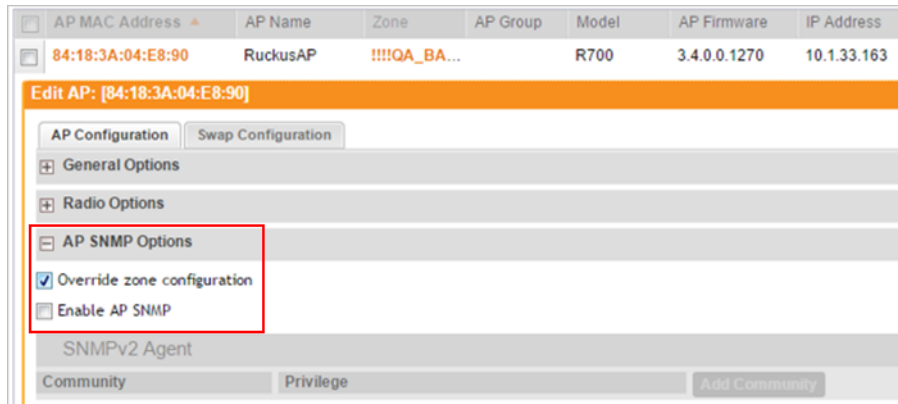 AP MAC Address AP Name Zone AP Group Model AP Firmware IP Address
84:18:3A:04:E8:90 RuckusAP !!!!QA_BA... R700 3.4.0.0.1270 10.1.33.163
Edit AP: [84:18:3A:04:E8:90]
AP Configuration Swap Configuration
General Options
Radio Options
AP SNMP Options
Override zone configuration
Enable AP SNMP
SNMPv2 Agent
Community Privilege Add Community